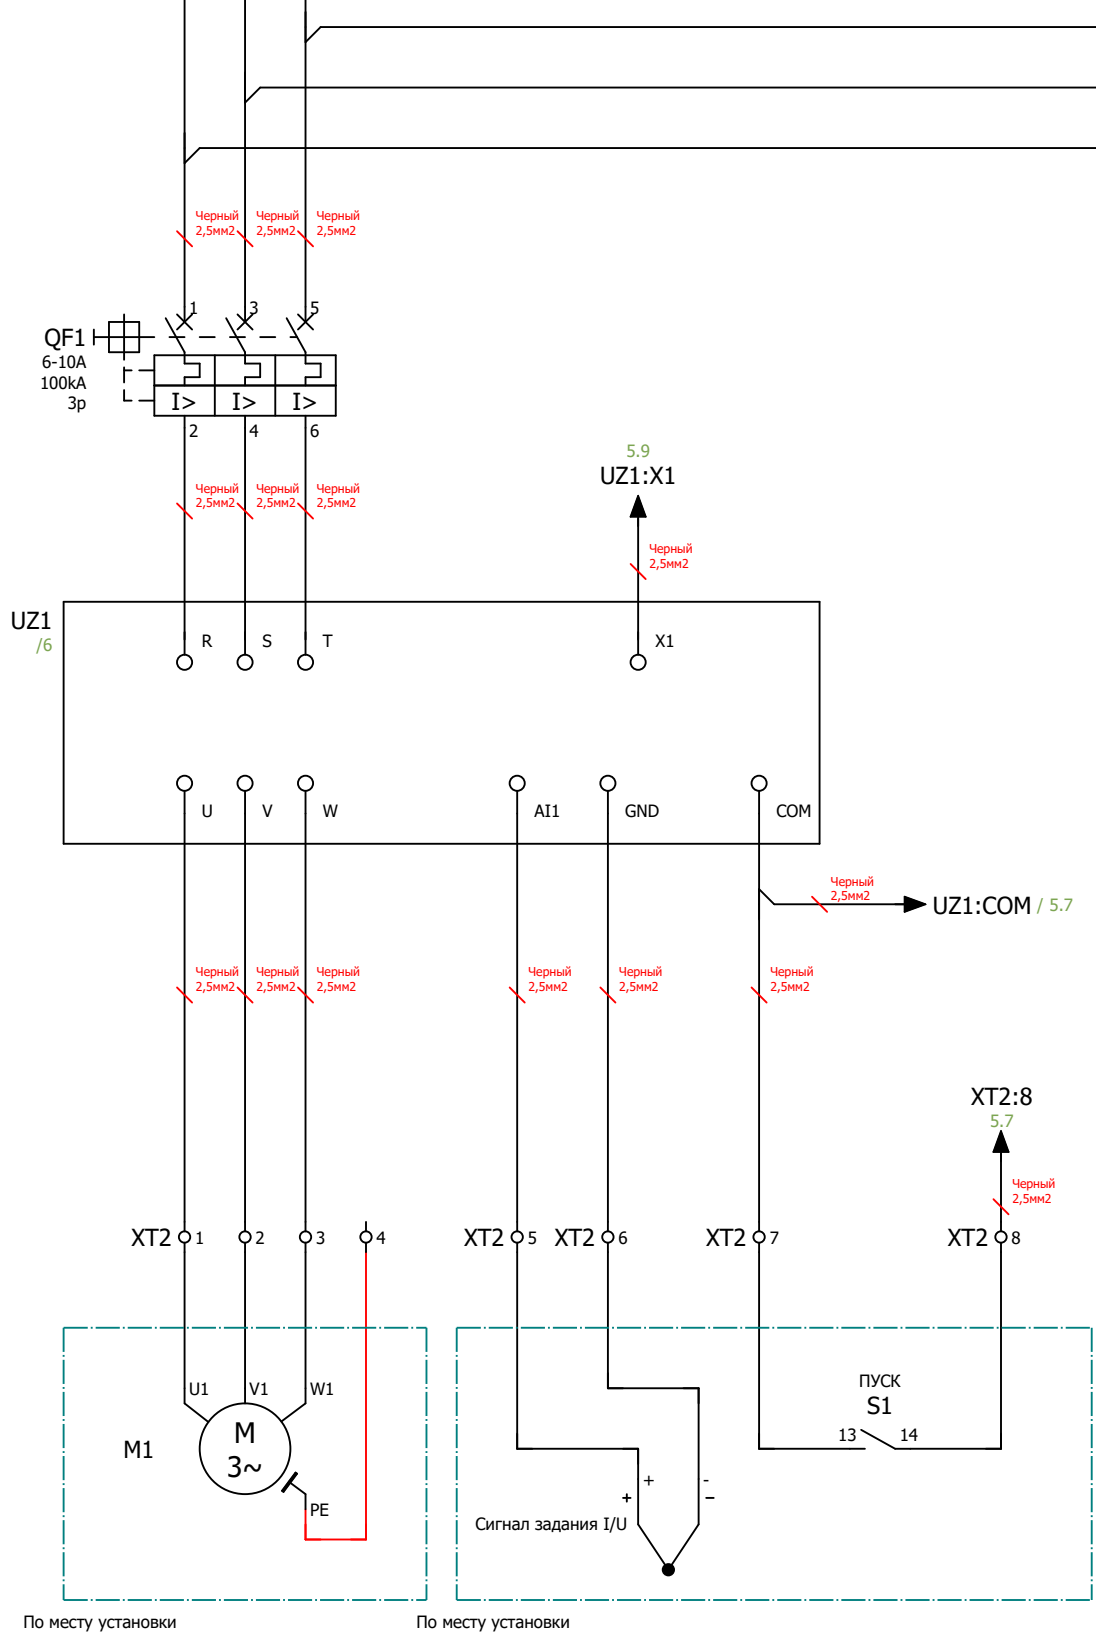 Черный Черный Черный
2,5мм2 2,5мм2 2,5мм2
1 3 5
QF1
6-10A
100kA
3p
I> I> I>
2 4 6
5.9
UZ1:X1
Черный Черный Черный
2,5мм2 2,5мм2 2,5мм2
Черный
2,5мм2
UZ1
/6
R S T X1
U V W AI1 GND COM
Черный
2,5мм2
UZ1:COM / 5.7
Черный Черный Черный Черный Черный Черный
2,5мм2 2,5мм2 2,5мм2 2,5мм2 2,5мм2 2,5мм2
XT2:8
5.7
Черный
2,5мм2
XT2 1 2 3 4 XT2 5 XT2 6 XT2 7 XT2 8
U1 V1 W1
ПУСК
S1
13 14
M1
M
3~
+ -
+ −
PE
Сигнал задания I/U
По месту установки По месту установки